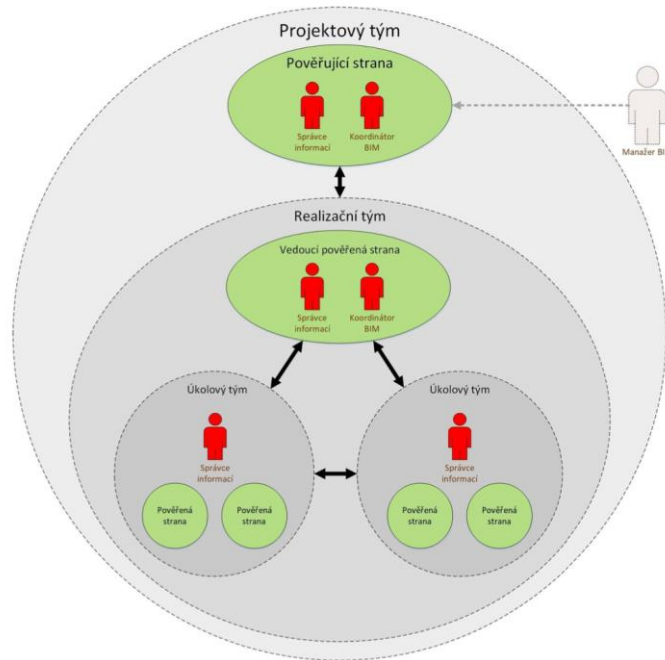 Projektový tým
Pověřující strana
Správce
informací
Koordinátor
BIM
Manažer BI
Realizační tým
Vedoucí pověřená strana
Správce
informací
Koordinátor
BIM
Úkolový tým
Správce
informací
Pověřená
strana
Pověřená
strana
Úkolový tým
Správce
informací
Pověřená
strana
Pověřená
strana